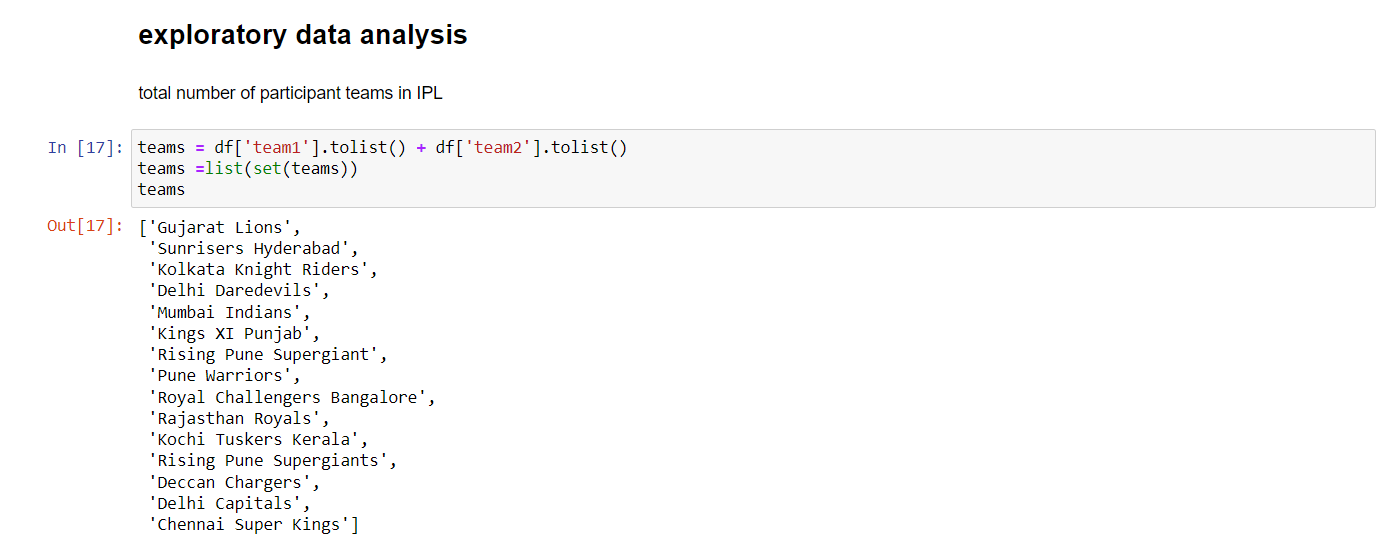 exploratory data analysis
total number of participant teams in IPL
In [17]: teams = df['team1'].tolist() + df['team2'].tolist()
teams =list(set(teams))
teams
Out[17]: ['Gujarat Lions',
'Sunrisers Hyderabad',
'Kolkata Knight Riders',
'Delhi Daredevils',
'Mumbai Indians',
'Kings XI Punjab',
'Rising Pune Supergiant',
'Pune Warriors',
'Royal Challengers Bangalore',
'Rajasthan Royals',
'Kochi Tuskers Kerala',
'Rising Pune Supergiants',
'Deccan Chargers',
'Delhi Capitals',
'Chennai Super Kings']